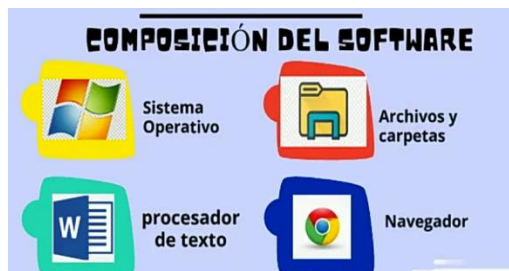 COMPOSICIÓN DEL SOFTWARE
Sistema
Operativo
Archivos y
carpetas
W
procesador
de texto
Navegador